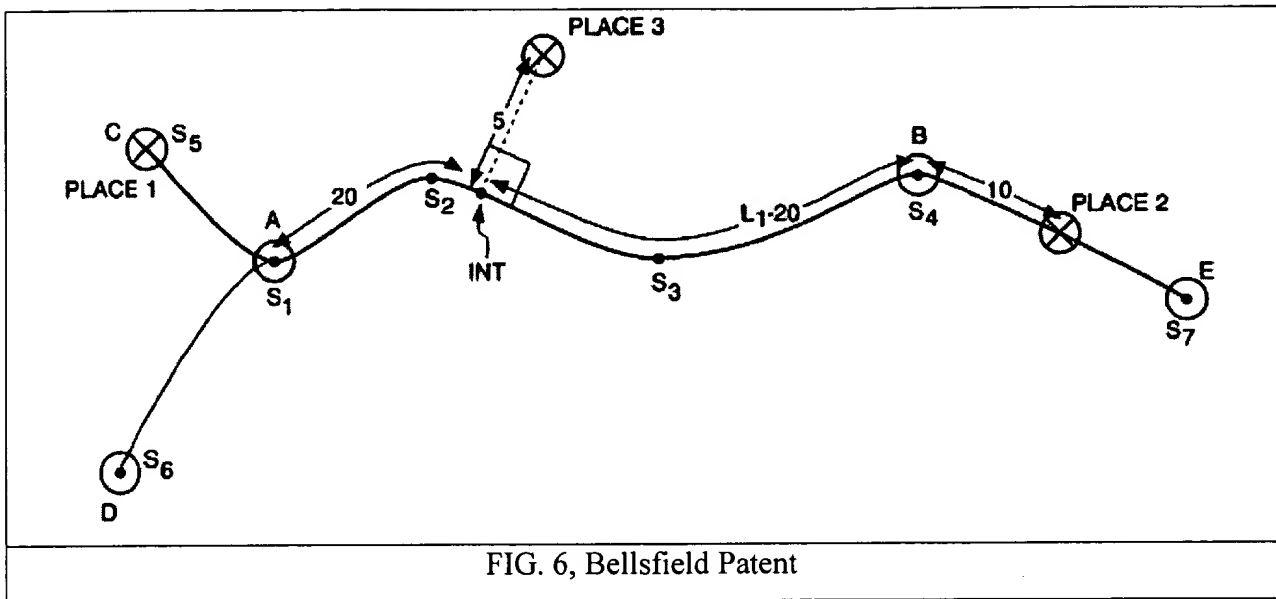 PLACE 3
5
C S5
B
PLACE 1
20
10
PLACE 2
A
S2
S4
L1-20
INT
E
S1
S3
S7
S6
D
FIG. 6, Bellsfield Patent